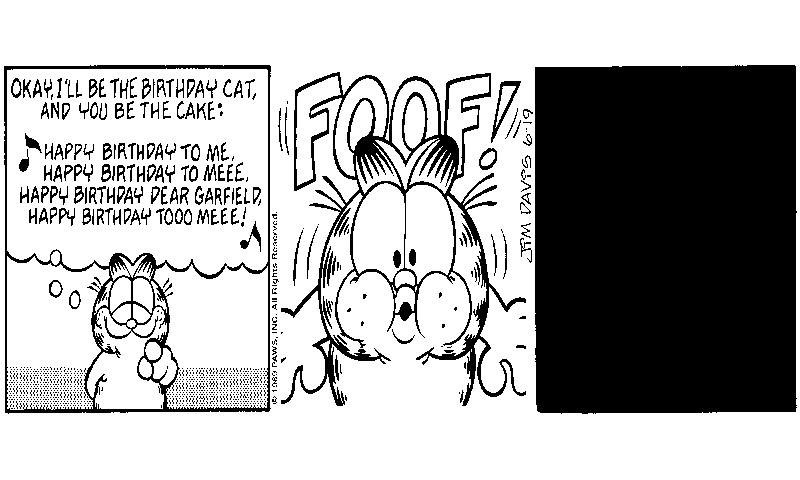 OKAY, I'LL BE THE BIRTHDAY CAT,
AND YOU BE THE CAKE:
HAPPY BIRTHDAY TO ME,
HAPPY BIRTHDAY TO MEEE,
HAPPY BIRTHDAY DEAR GARFIELD,
HAPPY BIRTHDAY TOOO MEEE!
© 1989 PAWS, INC. All Rights Reserved.
FOOF!
JIM DAVIS 6-19